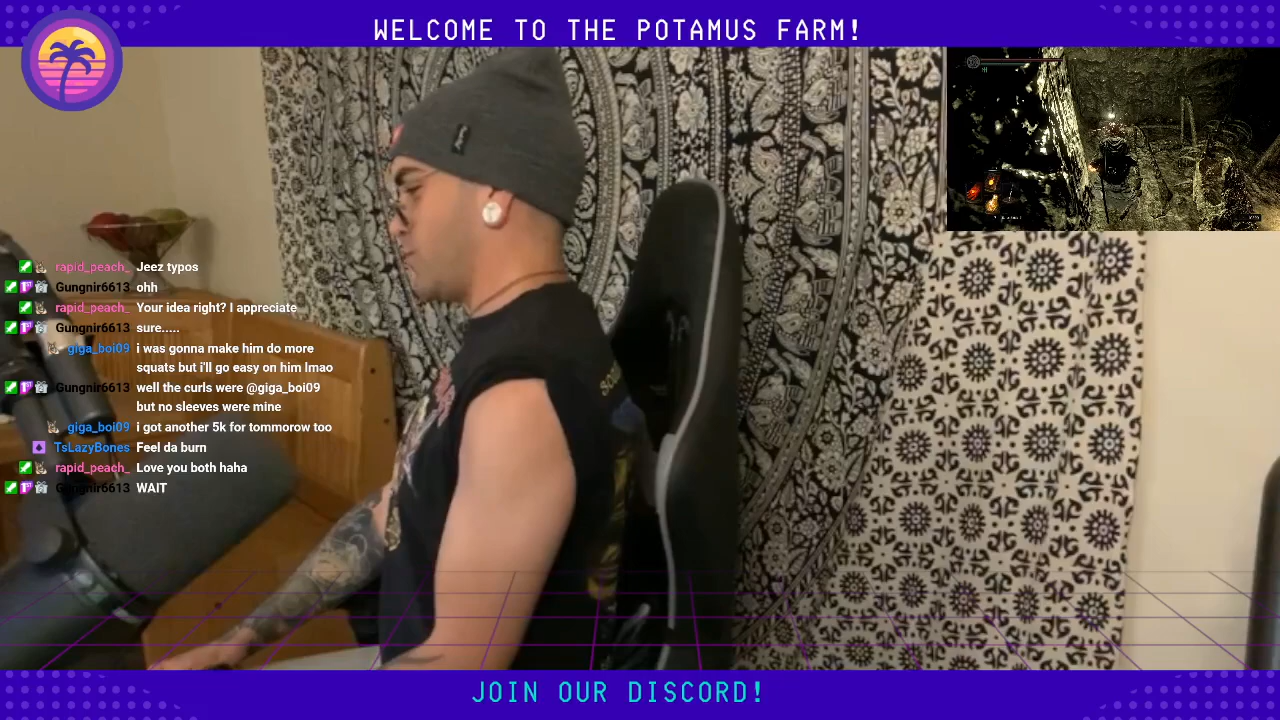 WELCOME TO THE POTAMUS FARM!
rapid_peach_ Jeez typos
Gungnir6613 ohh
rapid_peach_ Your idea right? I appreciate
Gungnir6613 sure.....
giga_boi09 i was gonna make him do more
squats but i'll go easy on him lmao
Gungnir6613 well the curls were @giga_boi09
but no sleeves were mine
giga_boi09 i got another 5k for tommorow too
TsLazyBones Feel da burn
rapid_peach_ Love you both haha
Gungnir6613 WAIT
JOIN OUR DISCORD!